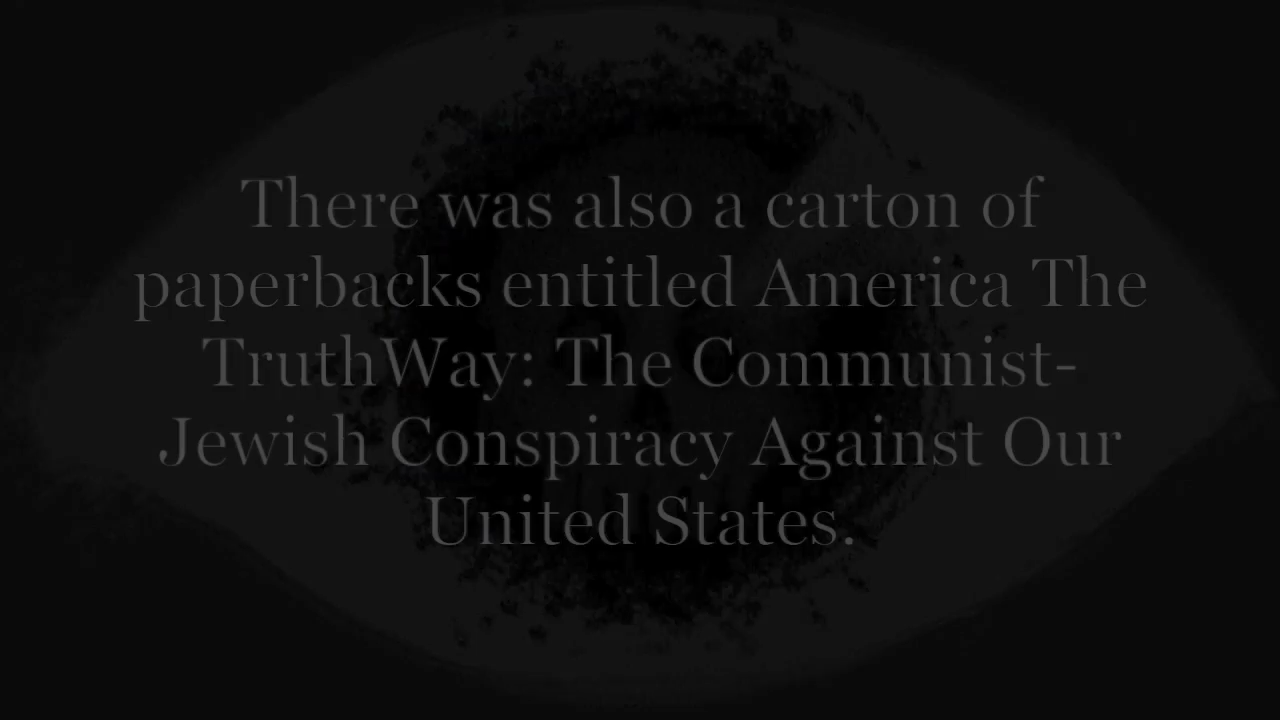 There was also a carton of
paperbacks entitled America The
TruthWay: The Communist-
Jewish Conspiracy Against Our
United States.